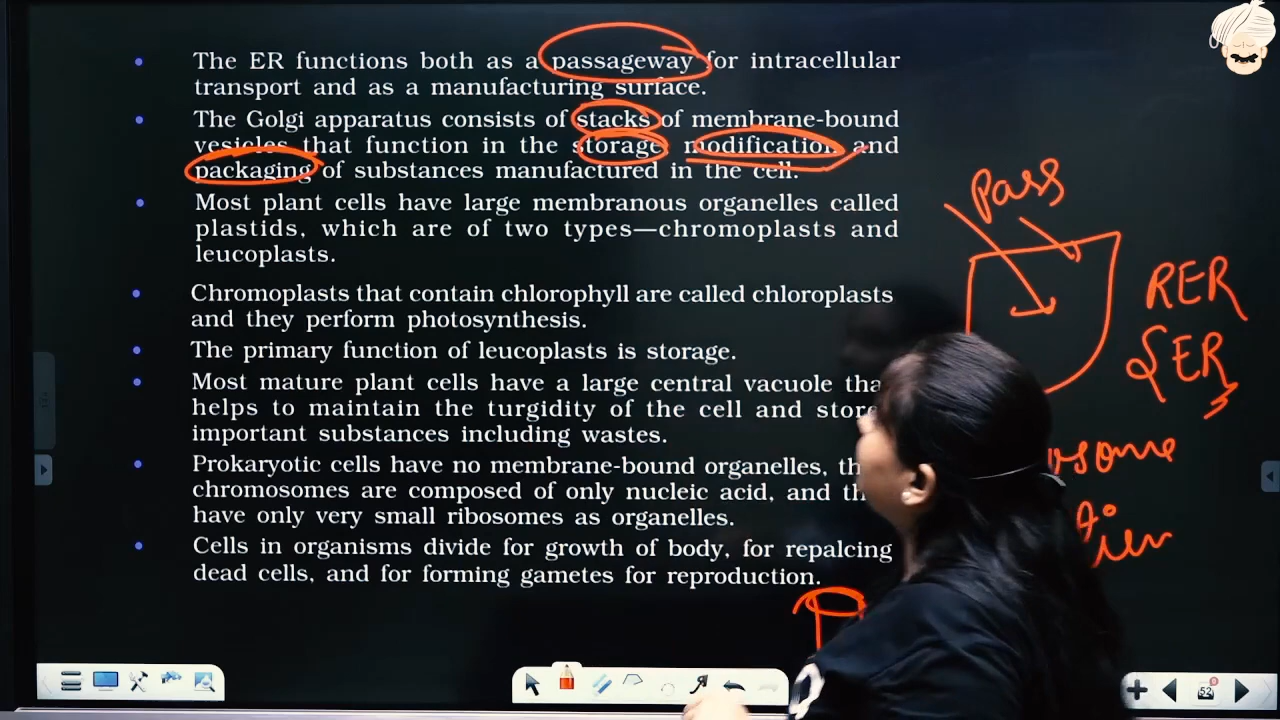 • The ER functions both as a passageway for intracellular
transport and as a manufacturing surface.
• The Golgi apparatus consists of stacks of membrane-bound
vesicles that function in the storage modification and
packaging of substances manufactured in the cell.
• Most plant cells have large membranous organelles called
plastids, which are of two types—chromoplasts and
leucoplasts.
• Chromoplasts that contain chlorophyll are called chloroplasts
and they perform photosynthesis.
• The primary function of leucoplasts is storage.
• Most mature plant cells have a large central vacuole tha
helps to maintain the turgidity of the cell and store
important substances including wastes.
• Prokaryotic cells have no membrane-bound organelles, th
chromosomes are composed of only nucleic acid, and th
have only very small ribosomes as organelles.
• Cells in organisms divide for growth of body, for repalcing
dead cells, and for forming gametes for reproduction.
Pass
RER
SER
52